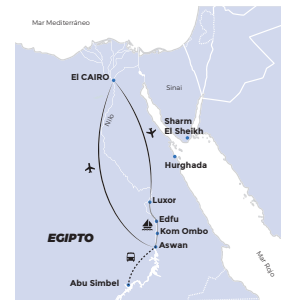 Mar Mediterráneo
El CAIRO
Sinai
Nilo
Sharm
El Sheikh
Hurghada
Luxor
Edfu
Kom Ombo
EGIPTO
Aswan
Mar Rojo
Abu Simbel